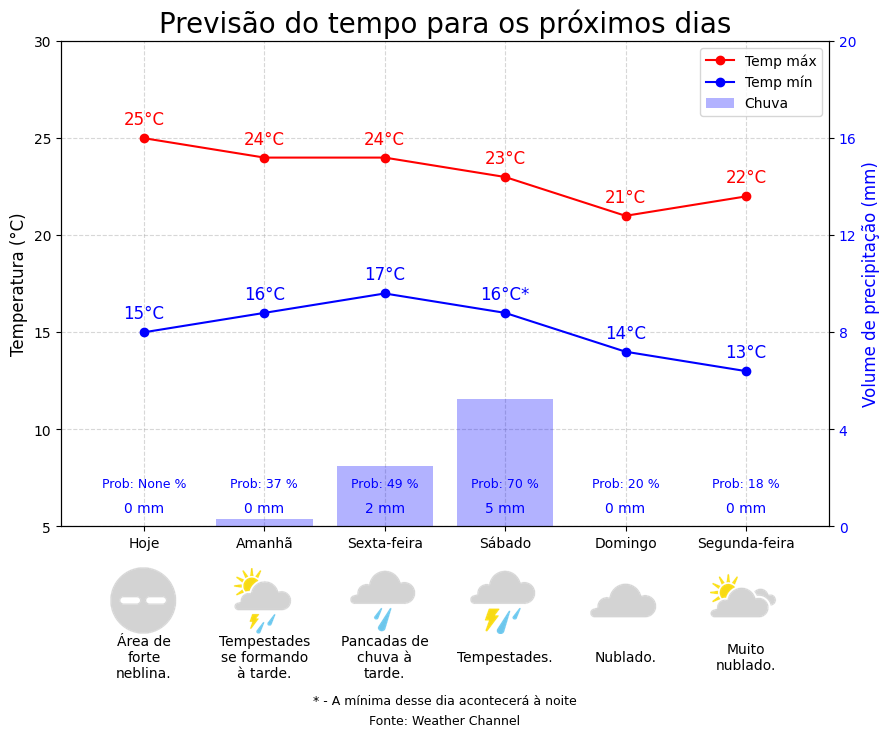 Previsão do tempo para os próximos dias
30
25
20
15
10
5
Temperatura (°C)
20
16
12
8
4
0
Volume de precipitação (mm)
Temp máx
Temp mín
Chuva
25°C
24°C
24°C
23°C
21°C
22°C
15°C
16°C
17°C
16°C*
14°C
13°C
Prob: None %
Prob: 37 %
Prob: 49 %
Prob: 70 %
Prob: 20 %
Prob: 18 %
0 mm
0 mm
2 mm
5 mm
0 mm
0 mm
Hoje
Amanhã
Sexta-feira
Sábado
Domingo
Segunda-feira
Área de
forte
neblina.
Tempestades
se formando
à tarde.
Pancadas de
chuva à
tarde.
Tempestades.
Nublado.
Muito
nublado.
* - A mínima desse dia acontecerá à noite
Fonte: Weather Channel